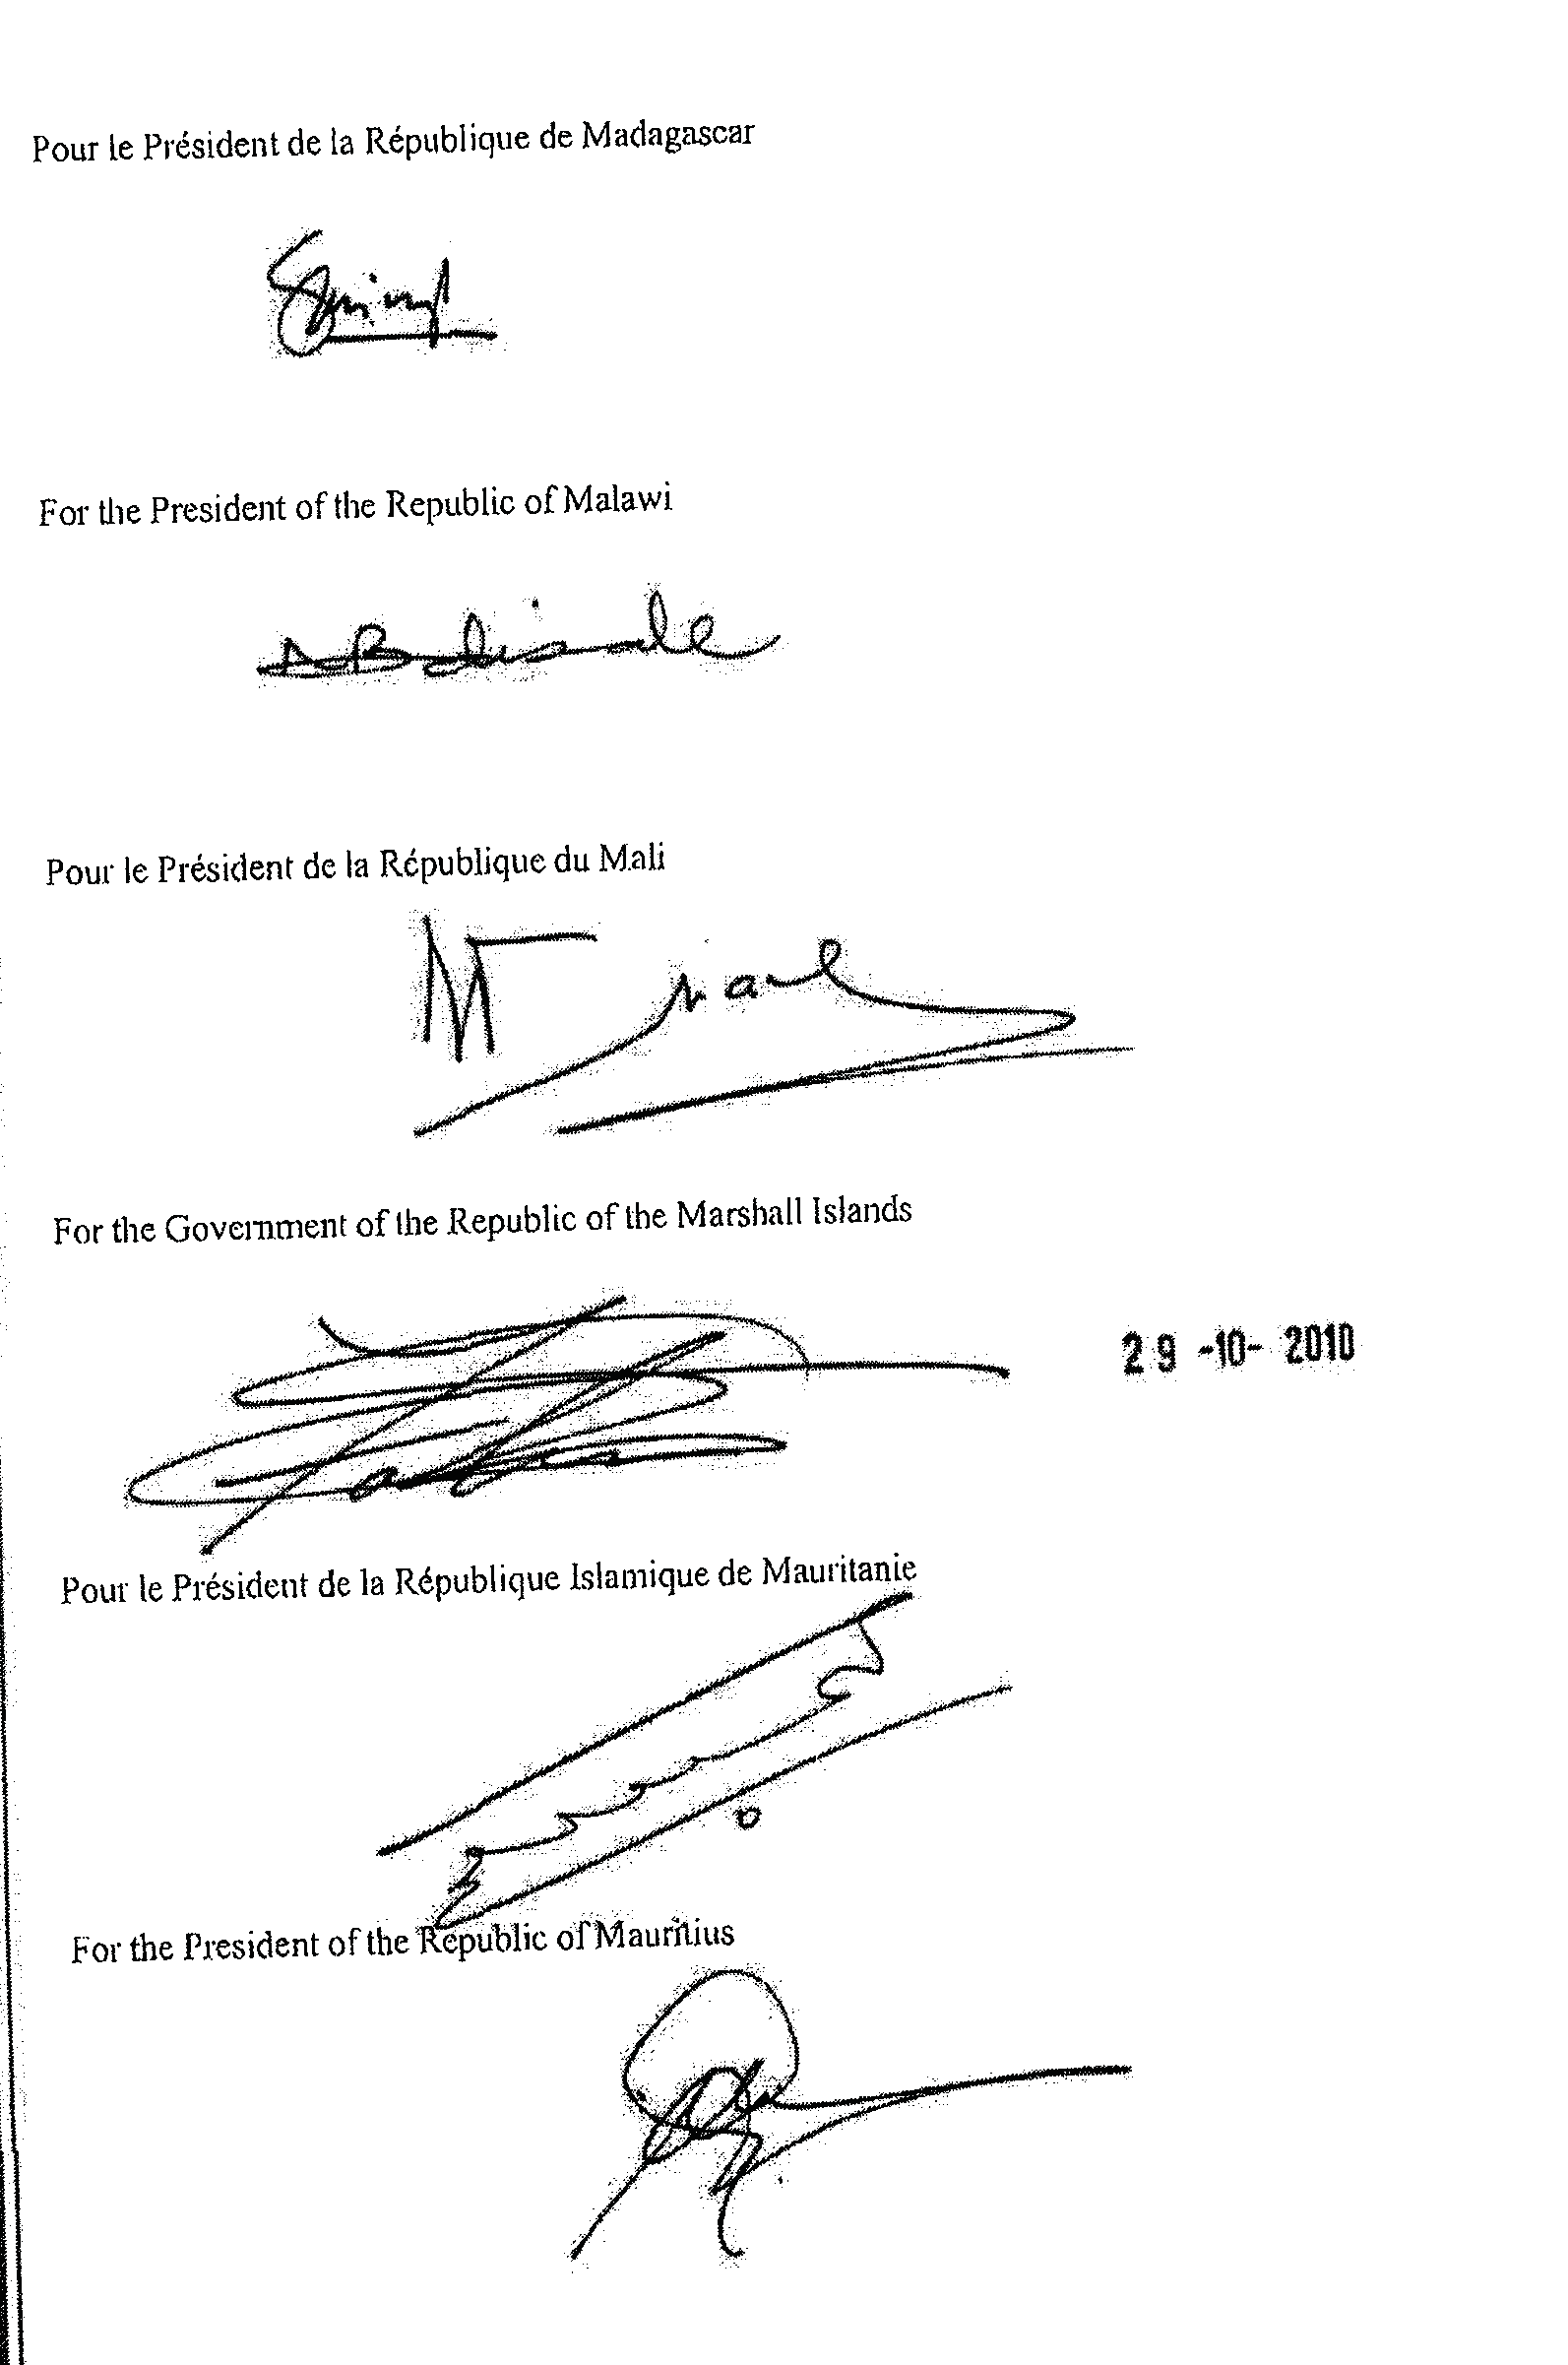 Pour le Président de la République de Madagascar
For the President of the Republic of Malawi
Pour le Président de la République du Mali
For the Government of the Republic of the Marshall Islands
29 -10- 2010
Pour le Président de la République Islamique de Mauritanie
For the President of the Republic of Mauritius